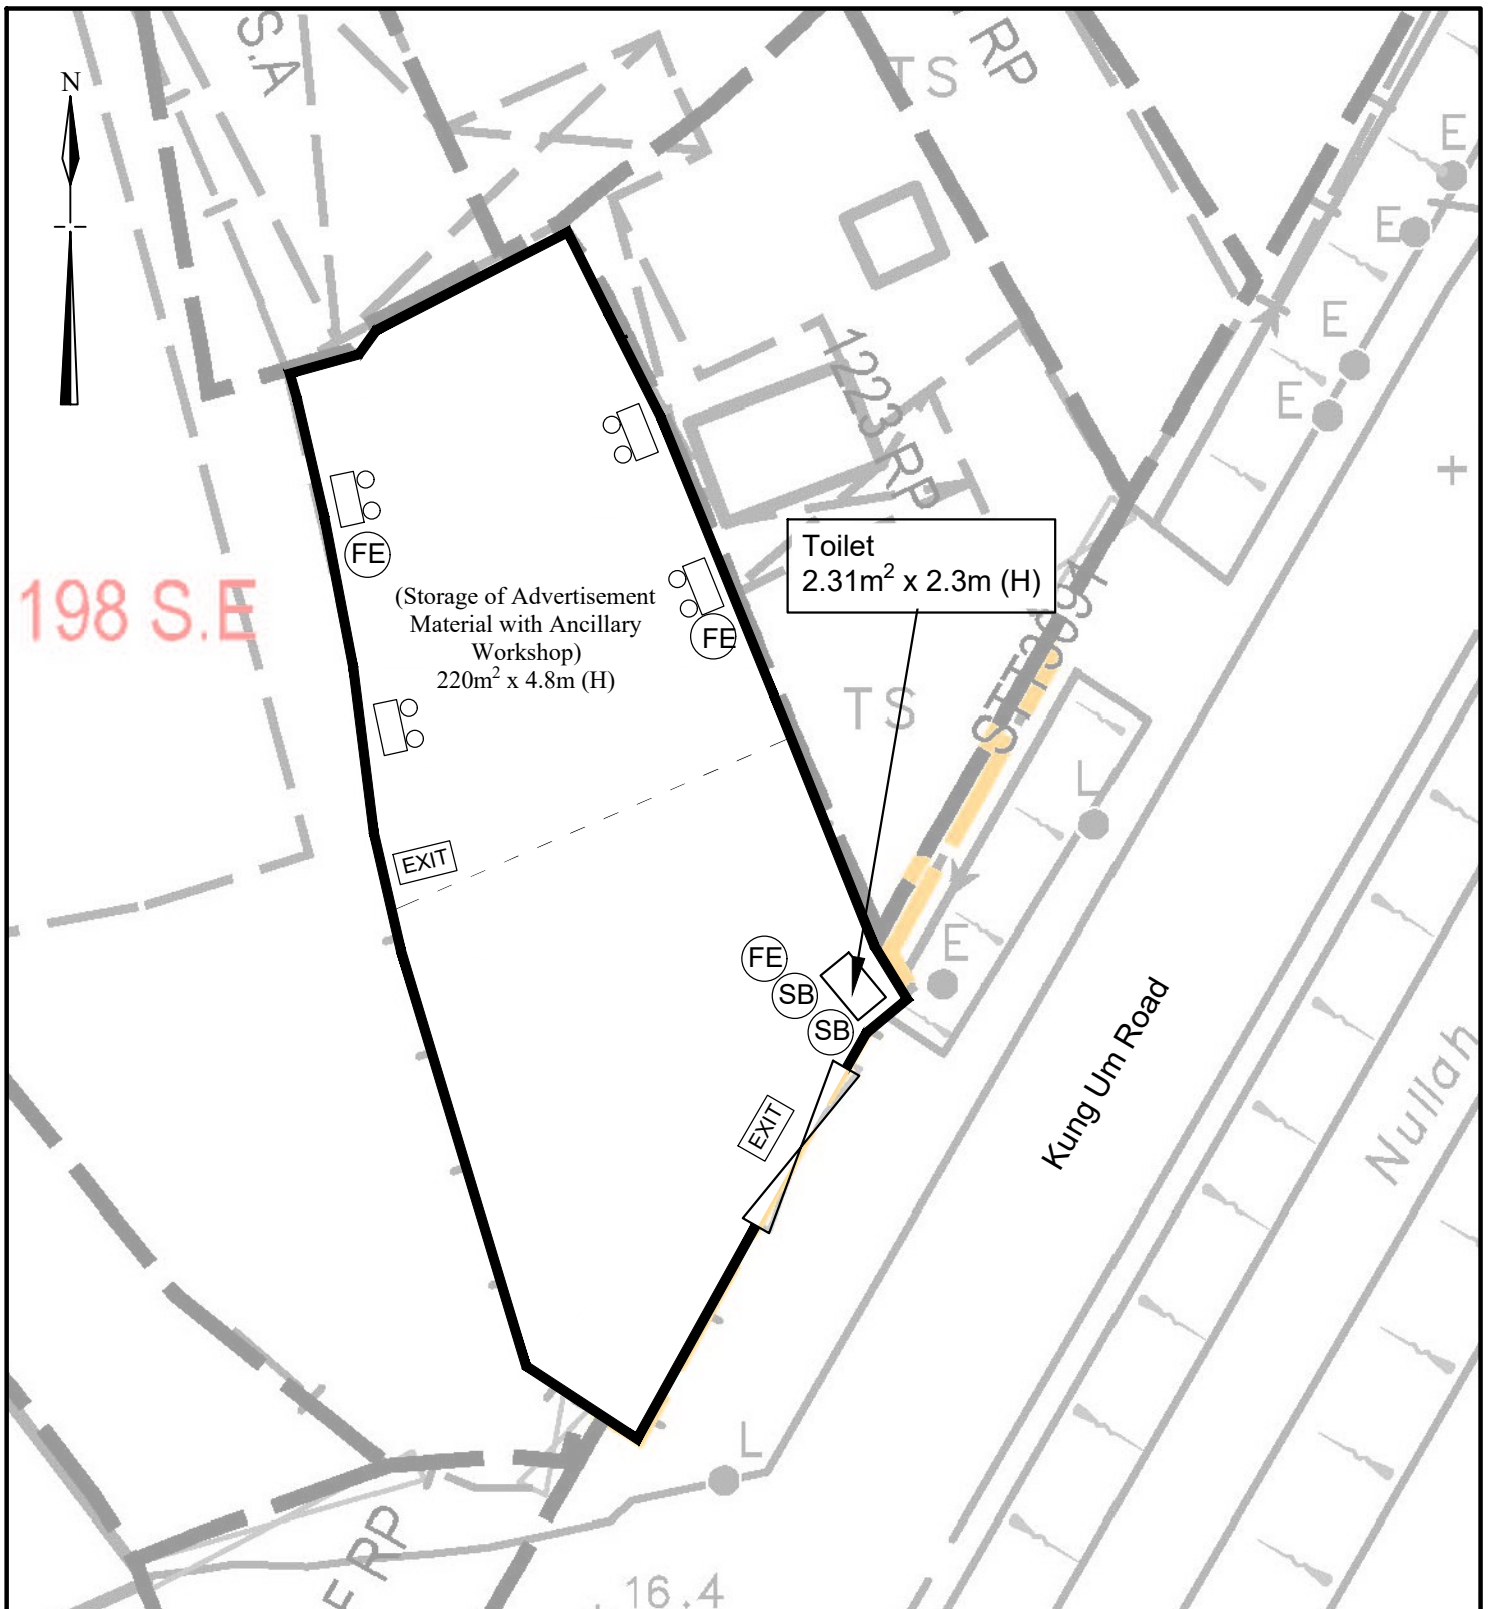 S.A
RP
TS
N
E
E
E
E
1223 RP
Toilet
2.31m² x 2.3m (H)
FE
198 S.E
(Storage of Advertisement
Material with Ancillary
Workshop)
220m² x 4.8m (H)
FE
TS
L
EXIT
FE
SB
SB
E
EXIT
Kung Um Road
Nullah
L
E RP
16.4